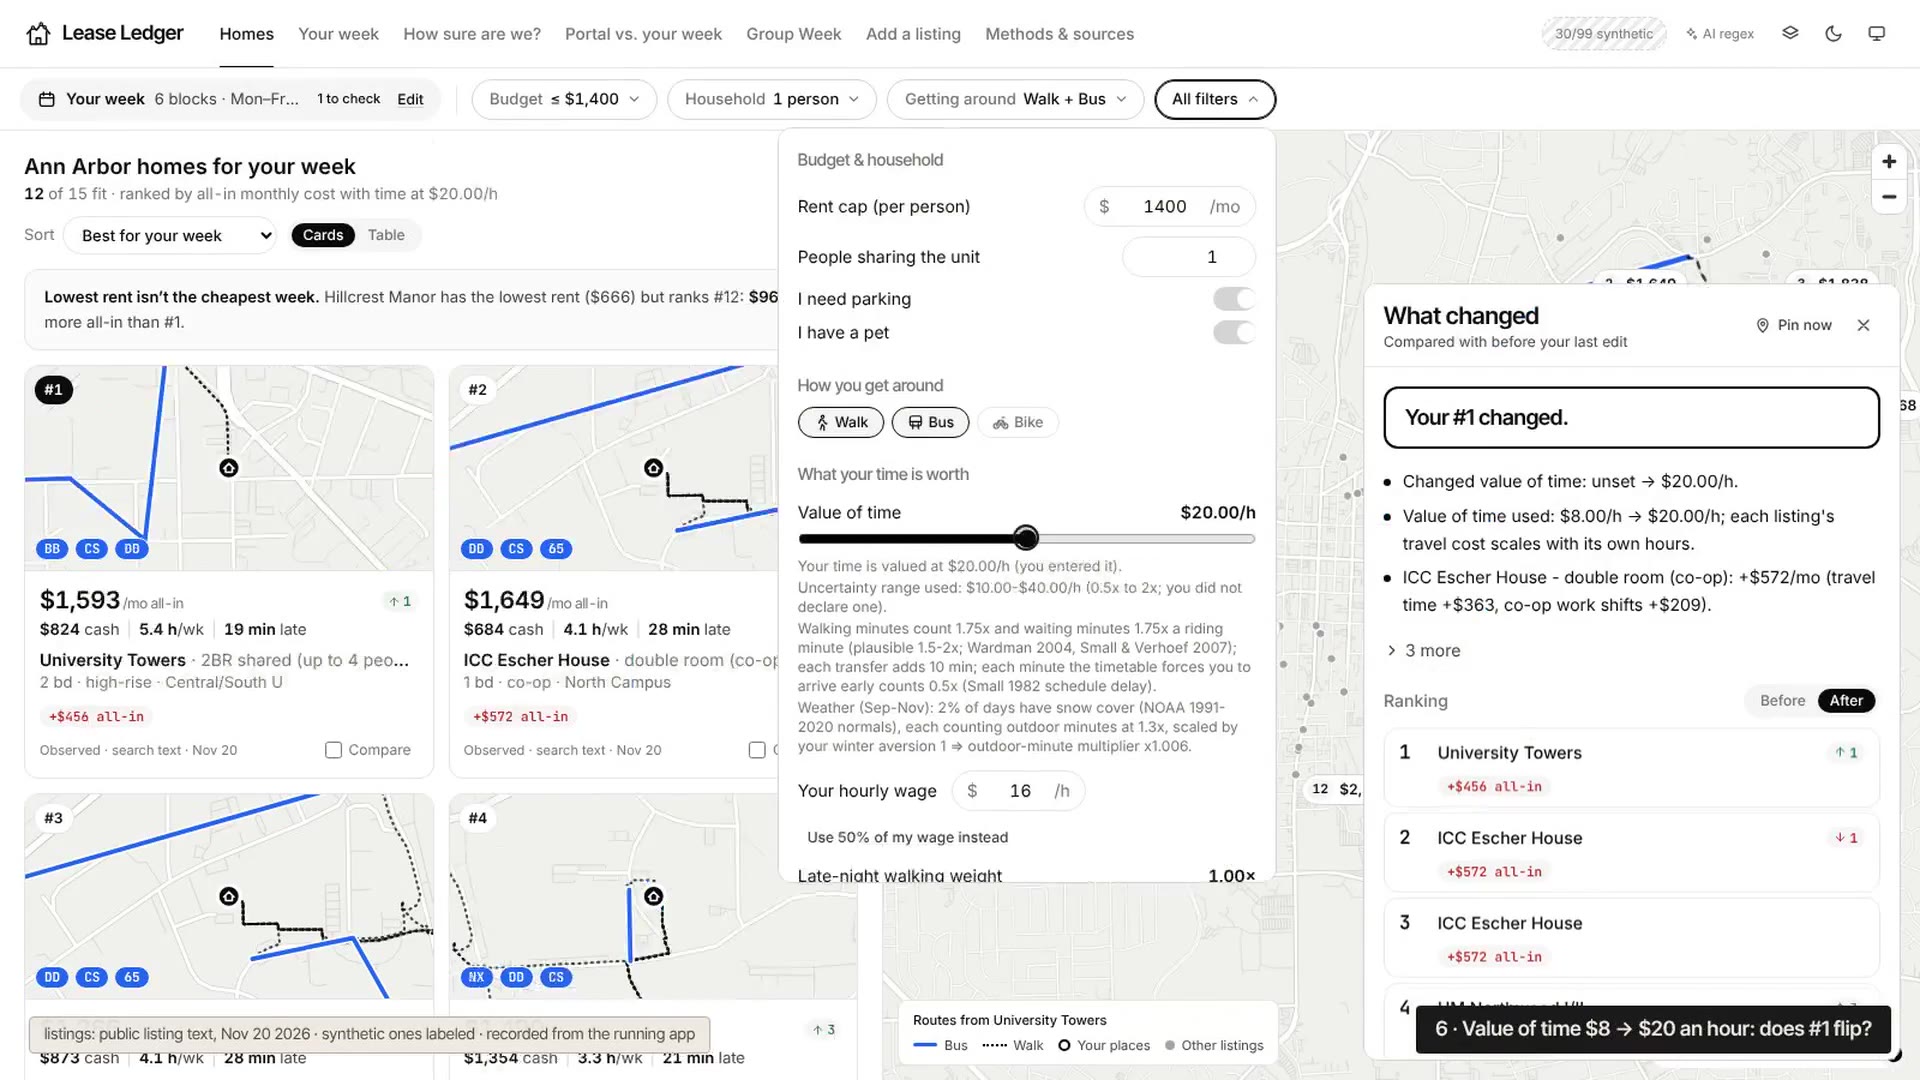 Lease Ledger
Homes
Your week
How sure are we?
Portal vs. your week
Group Week
Add a listing
Methods & sources
30/99 synthetic
AI regex
Your week 6 blocks · Mon–Fr... 1 to check Edit
Budget ≤ $1,400
Household 1 person
Getting around Walk + Bus
All filters
Ann Arbor homes for your week
12 of 15 fit · ranked by all-in monthly cost with time at $20.00/h
Sort Best for your week Cards Table
Lowest rent isn't the cheapest week. Hillcrest Manor has the lowest rent ($666) but ranks #12: $96
more all-in than #1.
#1
BB CS DD
$1,593 /mo all-in ↑ 1
$824 cash 5.4 h/wk 19 min late
University Towers · 2BR shared (up to 4 peo...
2 bd · high-rise · Central/South U
+$456 all-in
Observed · search text · Nov 20 Compare
#2
DD CS 65
$1,649 /mo all-in
$684 cash 4.1 h/wk 28 min late
ICC Escher House · double room (co-op
1 bd · co-op · North Campus
+$572 all-in
Observed · search text · Nov 20
#3
DD CS 65
$873 cash 4.1 h/wk 28 min late
#4
NX DD CS
↑ 3
$1,354 cash 3.3 h/wk 21 min late
listings: public listing text, Nov 20 2026 · synthetic ones labeled · recorded from the running app
Budget & household
Rent cap (per person) $ 1400 /mo
People sharing the unit 1
I need parking
I have a pet
How you get around
Walk Bus Bike
What your time is worth
Value of time $20.00/h
Your time is valued at $20.00/h (you entered it).
Uncertainty range used: $10.00-$40.00/h (0.5x to 2x; you did not
declare one).
Walking minutes count 1.75x and waiting minutes 1.75x a riding
minute (plausible 1.5-2x; Wardman 2004, Small & Verhoef 2007);
each transfer adds 10 min; each minute the timetable forces you to
arrive early counts 0.5x (Small 1982 schedule delay).
Weather (Sep-Nov): 2% of days have snow cover (NOAA 1991-
2020 normals), each counting outdoor minutes at 1.3x, scaled by
your winter aversion 1 ⇒ outdoor-minute multiplier x1.006.
Your hourly wage $ 16 /h
Use 50% of my wage instead
Late-night walking weight 1.00×
+
−
2 $1,649
3 $1,838
68
12 $2,
Routes from University Towers
Bus Walk Your places Other listings
What changed
Compared with before your last edit
Pin now
Your #1 changed.
• Changed value of time: unset → $20.00/h.
• Value of time used: $8.00/h → $20.00/h; each listing's
travel cost scales with its own hours.
• ICC Escher House - double room (co-op): +$572/mo (travel
time +$363, co-op work shifts +$209).
3 more
Ranking Before After
1 University Towers ↑ 1
+$456 all-in
2 ICC Escher House ↓ 1
+$572 all-in
3 ICC Escher House
+$572 all-in
4
6 · Value of time $8 → $20 an hour: does #1 flip?